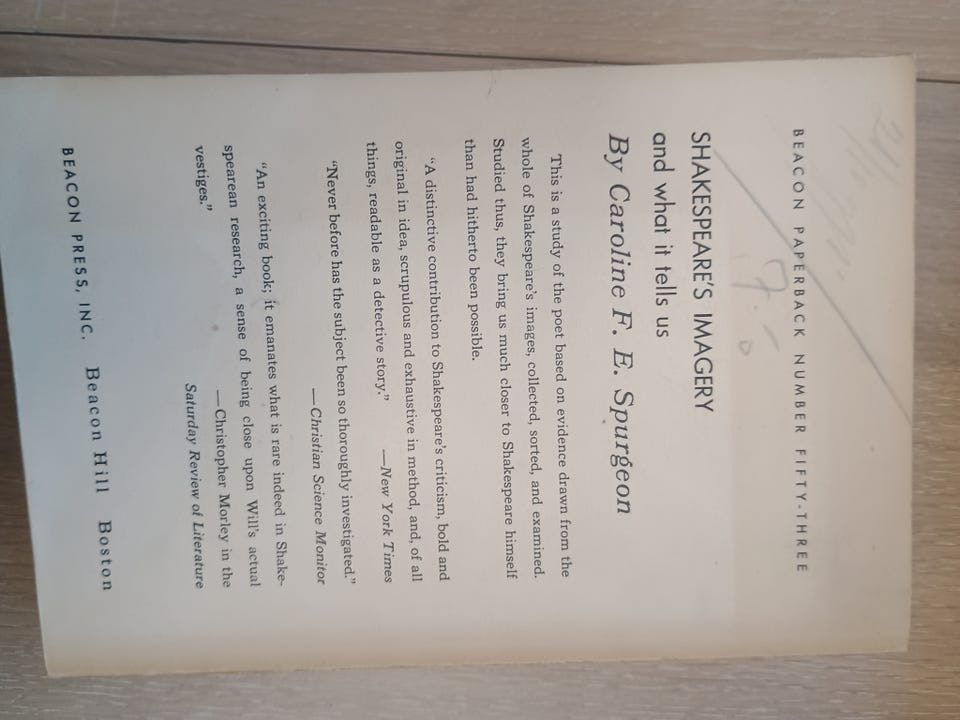 BEACON PAPERBACK NUMBER FIFTY-THREE
SHAKESPEARE'S IMAGERY
and what it tells us
By Caroline F. E. Spurgeon
This is a study of the poet based on evidence drawn from the
whole of Shakespeare's images, collected, sorted, and examined.
Studied thus, they bring us much closer to Shakespeare himself
than had hitherto been possible.
"A distinctive contribution to Shakespeare's criticism, bold and
original in idea, scrupulous and exhaustive in method, and, of all
things, readable as a detective story." —New York Times
"Never before has the subject been so thoroughly investigated."
—Christian Science Monitor
"An exciting book; it emanates what is rare indeed in Shake-
spearean research, a sense of being close upon Will's actual
vestiges." —Christopher Morley in the
Saturday Review of Literature
BEACON PRESS, INC. Beacon Hill Boston